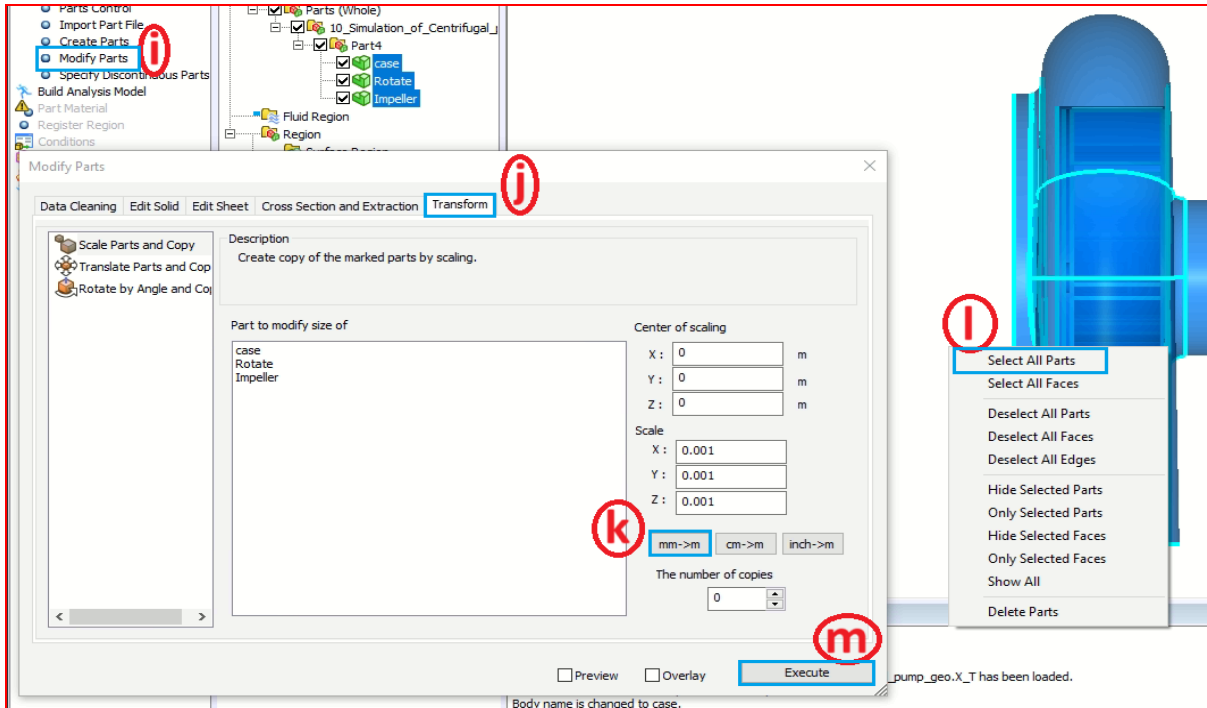 Parts Control
Import Part File
Create Parts
Modify Parts
Specify Discontinuous Parts
Build Analysis Model
Part Material
Register Region
Conditions
i
Parts (Whole)
10_Simulation_of_Centrifugal_
Part4
case
Rotate
Impeller
Fluid Region
Region
Modify Parts
j
Data Cleaning Edit Solid Edit Sheet Cross Section and Extraction Transform
Scale Parts and Copy
Translate Parts and Cop
Rotate by Angle and Co
Description
Create copy of the marked parts by scaling.
Part to modify size of
case
Rotate
Impeller
Center of scaling
X : 0 m
Y : 0 m
Z : 0 m
Scale
X : 0.001
Y : 0.001
Z : 0.001
k
mm->m cm->m inch->m
The number of copies
0
m
Preview Overlay Execute
l
Select All Parts
Select All Faces
Deselect All Parts
Deselect All Faces
Deselect All Edges
Hide Selected Parts
Only Selected Parts
Hide Selected Faces
Only Selected Faces
Show All
Delete Parts
_pump_geo.X_T has been loaded.
Body name is changed to case.